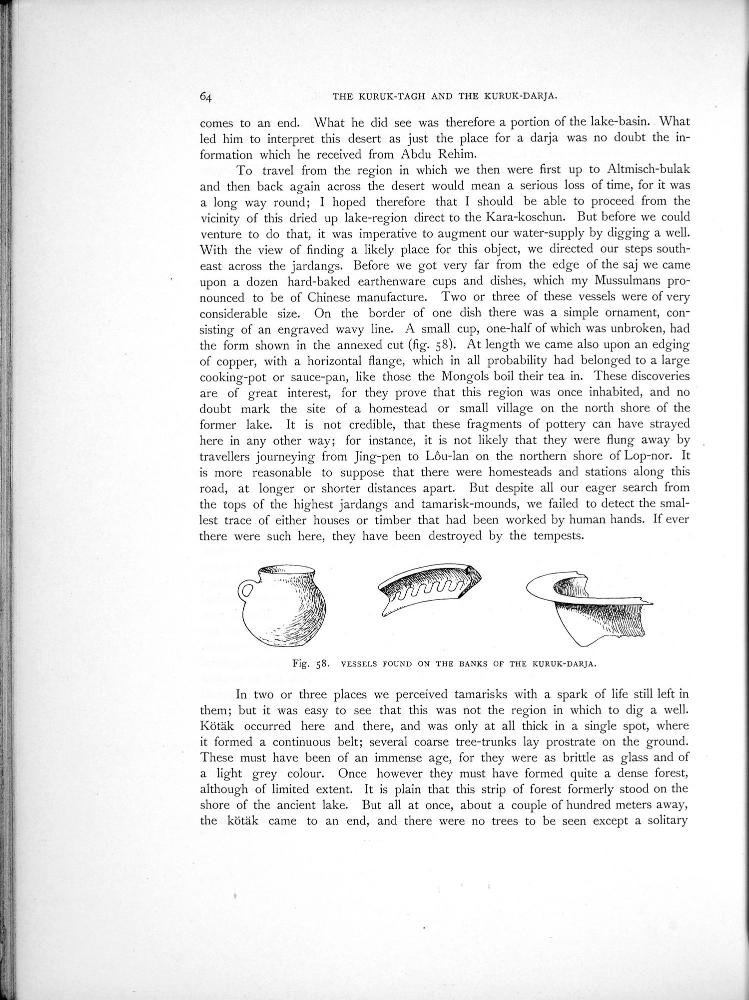 64 THE KURUK-TAGH AND THE KURUK-DARJA.
comes to an end. What he did see was therefore a portion of the lake-basin. What
led him to interpret this desert as just the place for a darja was no doubt the in-
formation which he received from Abdu Rehim.
To travel from the region in which we then were first up to Altmisch-bulak
and then back again across the desert would mean a serious loss of time, for it was
a long way round; I hoped therefore that I should be able to proceed from the
vicinity of this dried up lake-region direct to the Kara-koschun. But before we could
venture to do that, it was imperative to augment our water-supply by digging a well.
With the view of finding a likely place for this object, we directed our steps south-
east across the jardangs. Before we got very far from the edge of the saj we came
upon a dozen hard-baked earthenware cups and dishes, which my Mussulmans pro-
nounced to be of Chinese manufacture. Two or three of these vessels were of very
considerable size. On the border of one dish there was a simple ornament, con-
sisting of an engraved wavy line. A small cup, one-half of which was unbroken, had
the form shown in the annexed cut (fig. 58). At length we came also upon an edging
of copper, with a horizontal flange, which in all probability had belonged to a large
cooking-pot or sauce-pan, like those the Mongols boil their tea in. These discoveries
are of great interest, for they prove that this region was once inhabited, and no
doubt mark the site of a homestead or small village on the north shore of the
former lake. It is not credible, that these fragments of pottery can have strayed
here in any other way; for instance, it is not likely that they were flung away by
travellers journeying from Jing-pen to Lôu-lan on the northern shore of Lop-nor. It
is more reasonable to suppose that there were homesteads and stations along this
road, at longer or shorter distances apart. But despite all our eager search from
the tops of the highest jardangs and tamarisk-mounds, we failed to detect the smal-
lest trace of either houses or timber that had been worked by human hands. If ever
there were such here, they have been destroyed by the tempests.
Fig. 58. VESSELS FOUND ON THE BANKS OF THE KURUK-DARJA.
In two or three places we perceived tamarisks with a spark of life still left in
them; but it was easy to see that this was not the region in which to dig a well.
Kötäk occurred here and there, and was only at all thick in a single spot, where
it formed a continuous belt; several coarse tree-trunks lay prostrate on the ground.
These must have been of an immense age, for they were as brittle as glass and of
a light grey colour. Once however they must have formed quite a dense forest,
although of limited extent. It is plain that this strip of forest formerly stood on the
shore of the ancient lake. But all at once, about a couple of hundred meters away,
the kötäk came to an end, and there were no trees to be seen except a solitary